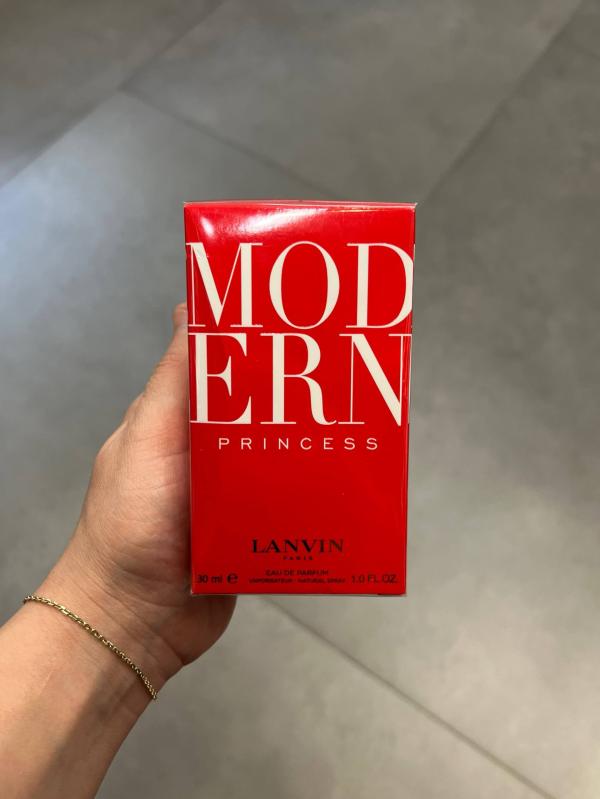 MOD
ERN
PRINCESS
LANVIN
PARIS
EAU DE PARFUM
30 ml e VAPORISATEUR - NATURAL SPRAY 1.0 FL.OZ.